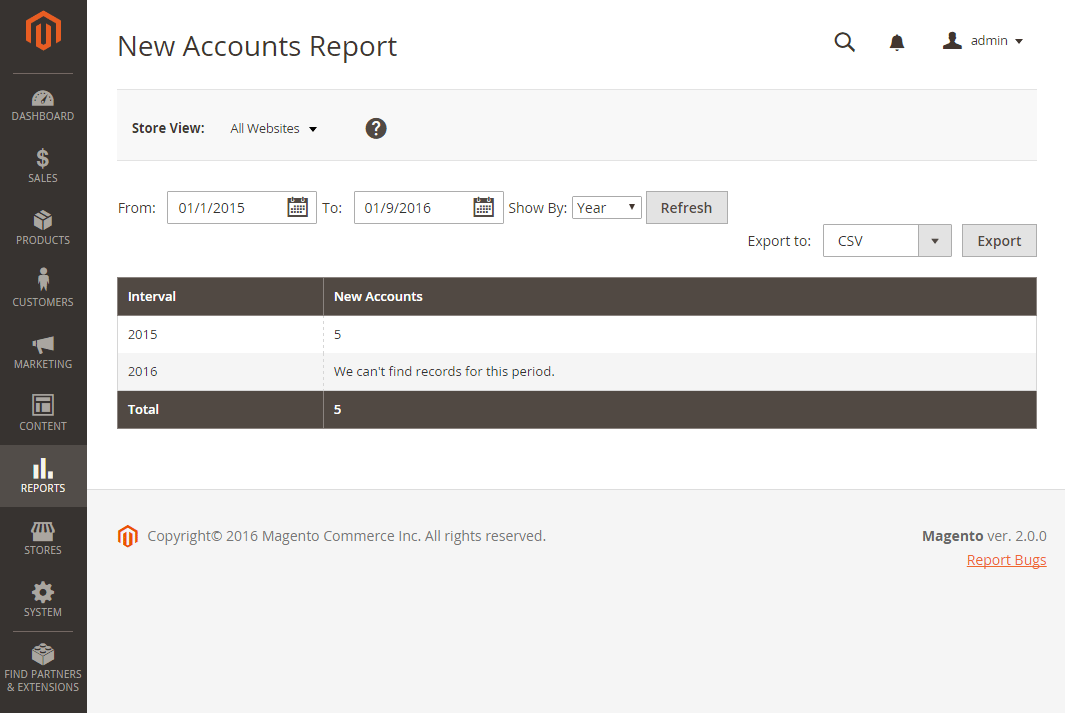 New Accounts Report
admin
DASHBOARD
SALES
PRODUCTS
CUSTOMERS
MARKETING
CONTENT
REPORTS
STORES
SYSTEM
FIND PARTNERS
& EXTENSIONS
Store View: All Websites ?
From: 01/1/2015 To: 01/9/2016 Show By: Year Refresh
Export to: CSV Export
Interval New Accounts
2015 5
2016 We can't find records for this period.
Total 5
Copyright© 2016 Magento Commerce Inc. All rights reserved.
Magento ver. 2.0.0
Report Bugs